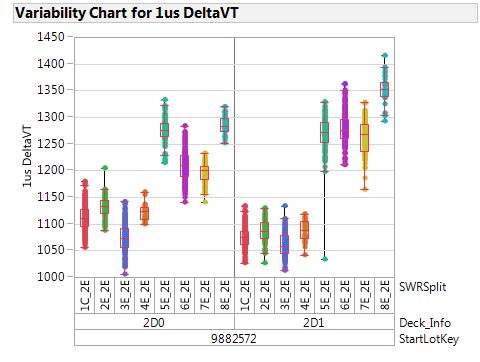 Variability Chart for 1us DeltaVT
1450
1400
1350
1300
1250
1200
1150
1100
1050
1000
1us DeltaVT
1C_2E 2E_2E 3E_2E 4E_2E 5E_2E 6E_2E 7E_2E 8E_2E 1C_2E 2E_2E 3E_2E 4E_2E 5E_2E 6E_2E 7E_2E 8E_2E SWRSplit
2D0 2D1 Deck_Info
9882572 StartLotKey